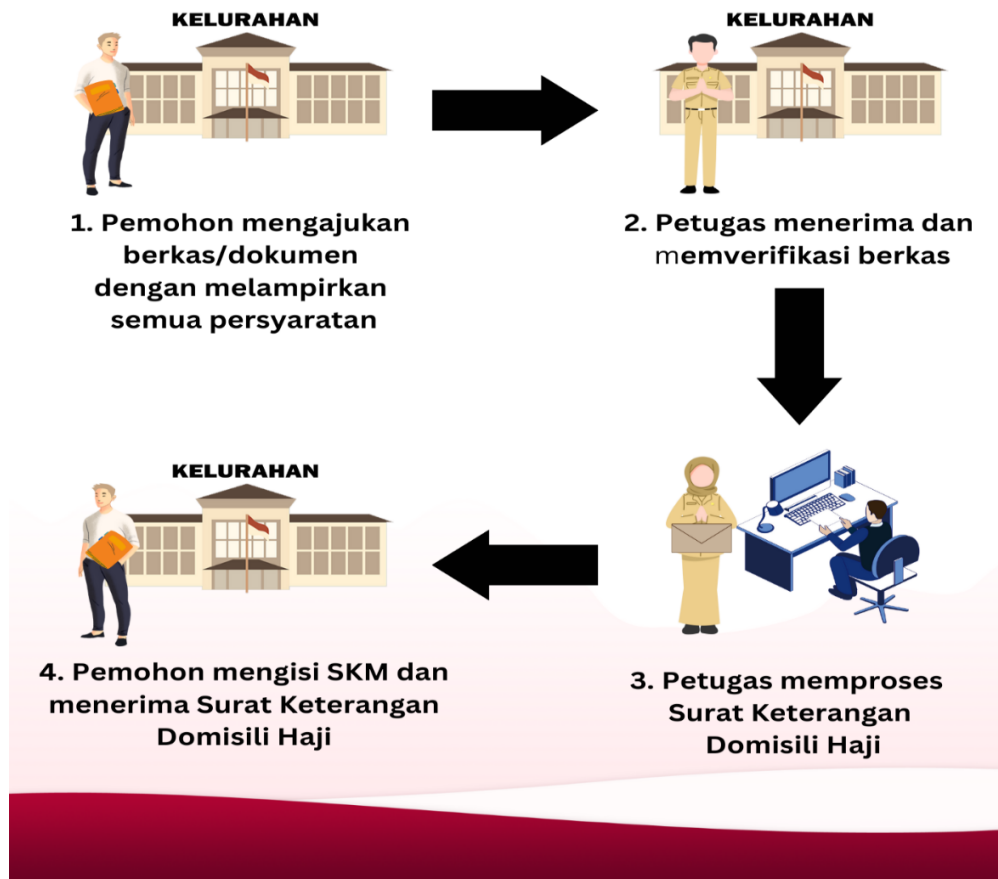 KELURAHAN
1. Pemohon mengajukan
berkas/dokumen
dengan melampirkan
semua persyaratan
KELURAHAN
2. Petugas menerima dan
memverifikasi berkas
3. Petugas memproses
Surat Keterangan
Domisili Haji
KELURAHAN
4. Pemohon mengisi SKM dan
menerima Surat Keterangan
Domisili Haji